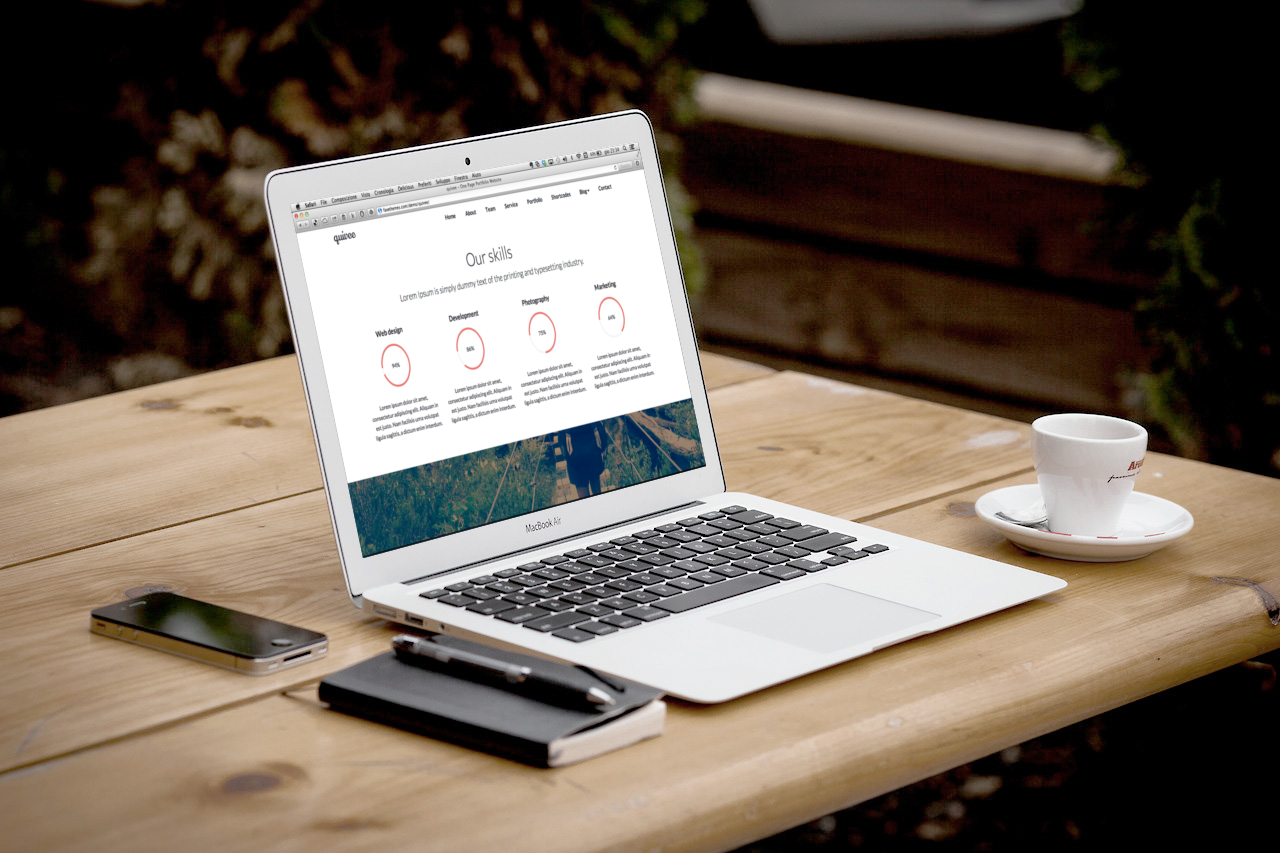 Safari File Composizione Vista Cronologia Delicious Preferiti Sviluppo Finestra Aiuto
quivee – One Page Portfolio Website
quivee
Home About Team Service Portfolio Shortcodes Blog Contact
Our skills
Lorem Ipsum is simply dummy text of the printing and typesetting industry.
Web design Development Photography Marketing
94% 86% 75% 64%
Lorem ipsum dolor sit amet,
consectetur adipiscing elit. Aliquam in
est justo. Nam facilisis urna volutpat
ligula sagittis, a dictum enim interdum.
Lorem ipsum dolor sit amet,
consectetur adipiscing elit. Aliquam in
est justo. Nam facilisis urna volutpat
ligula sagittis, a dictum enim interdum.
Lorem ipsum dolor sit amet,
consectetur adipiscing elit. Aliquam in
est justo. Nam facilisis urna volutpat
ligula sagittis, a dictum enim interdum.
Lorem ipsum dolor sit amet,
consectetur adipiscing elit. Aliquam in
est justo. Nam facilisis urna volutpat
ligula sagittis, a dictum enim interdum.
MacBook Air